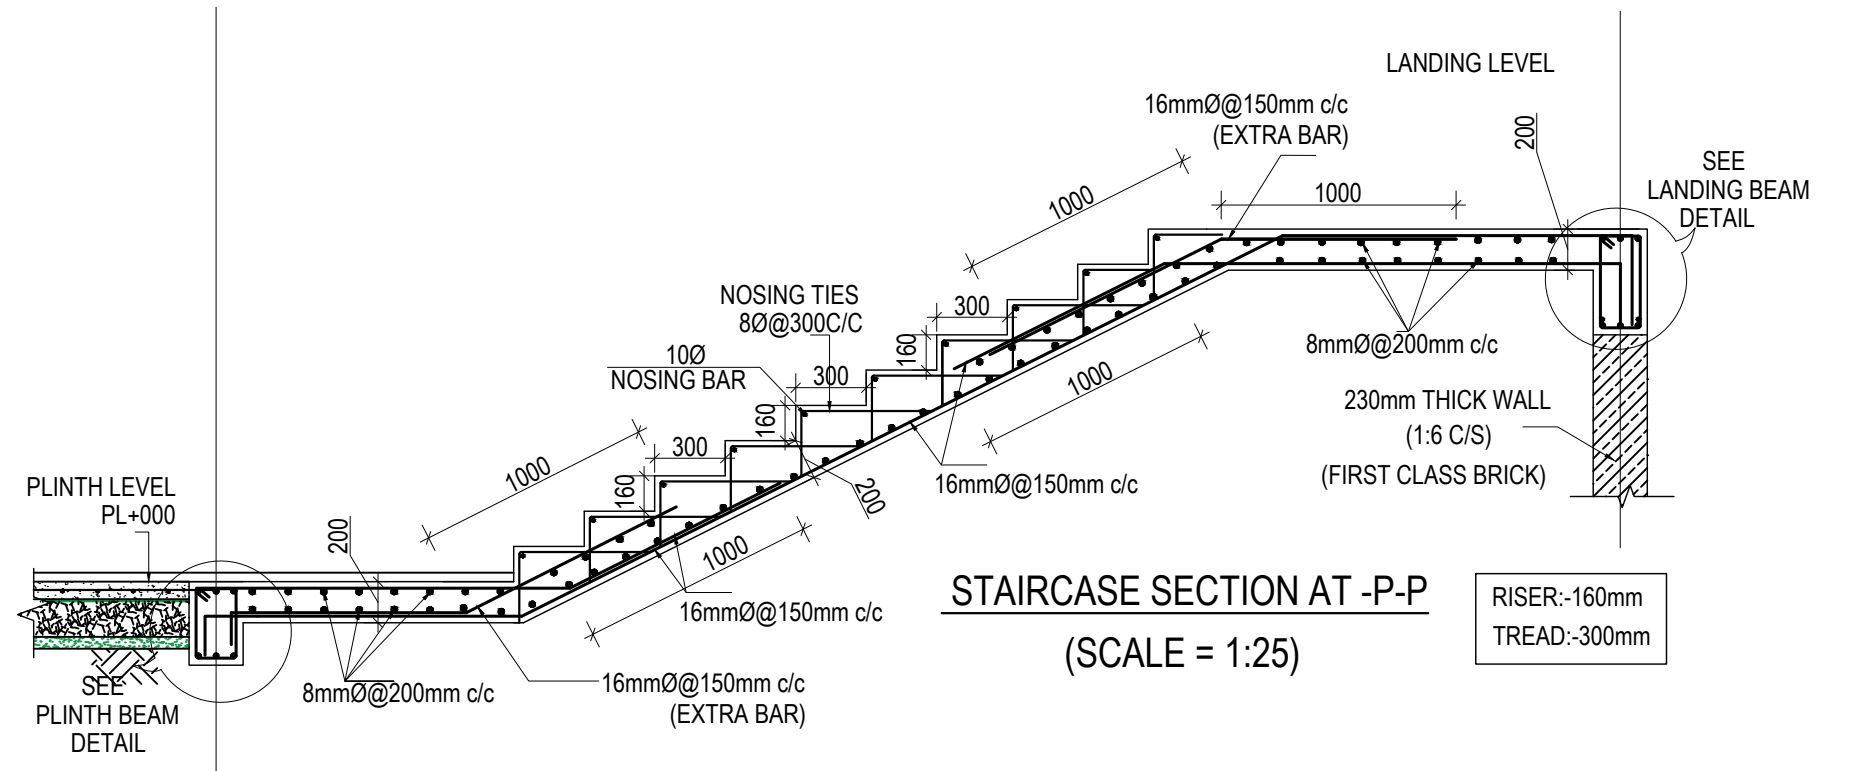 LANDING LEVEL
16mmØ@150mm c/c
(EXTRA BAR)
200
SEE
LANDING BEAM
DETAIL
1000
1000
NOSING TIES
8Ø@300C/C
300
160
10Ø
NOSING BAR
300
160
1000
8mmØ@200mm c/c
230mm THICK WALL
(1:6 C/S)
(FIRST CLASS BRICK)
300
160
1000
200
16mmØ@150mm c/c
PLINTH LEVEL
PL+000
200
1000
16mmØ@150mm c/c
STAIRCASE SECTION AT -P-P
(SCALE = 1:25)
RISER:-160mm
TREAD:-300mm
SEE
PLINTH BEAM
DETAIL
8mmØ@200mm c/c
16mmØ@150mm c/c
(EXTRA BAR)